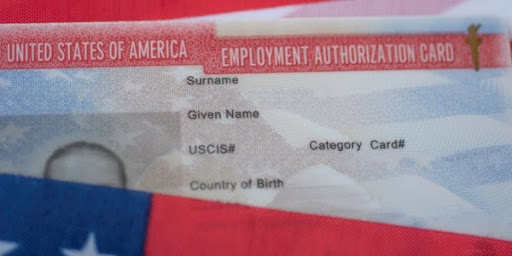 UNITED STATES OF AMERICA EMPLOYMENT AUTHORIZATION CARD
Surname
Given Name
USCIS# Category Card#
Country of Birth